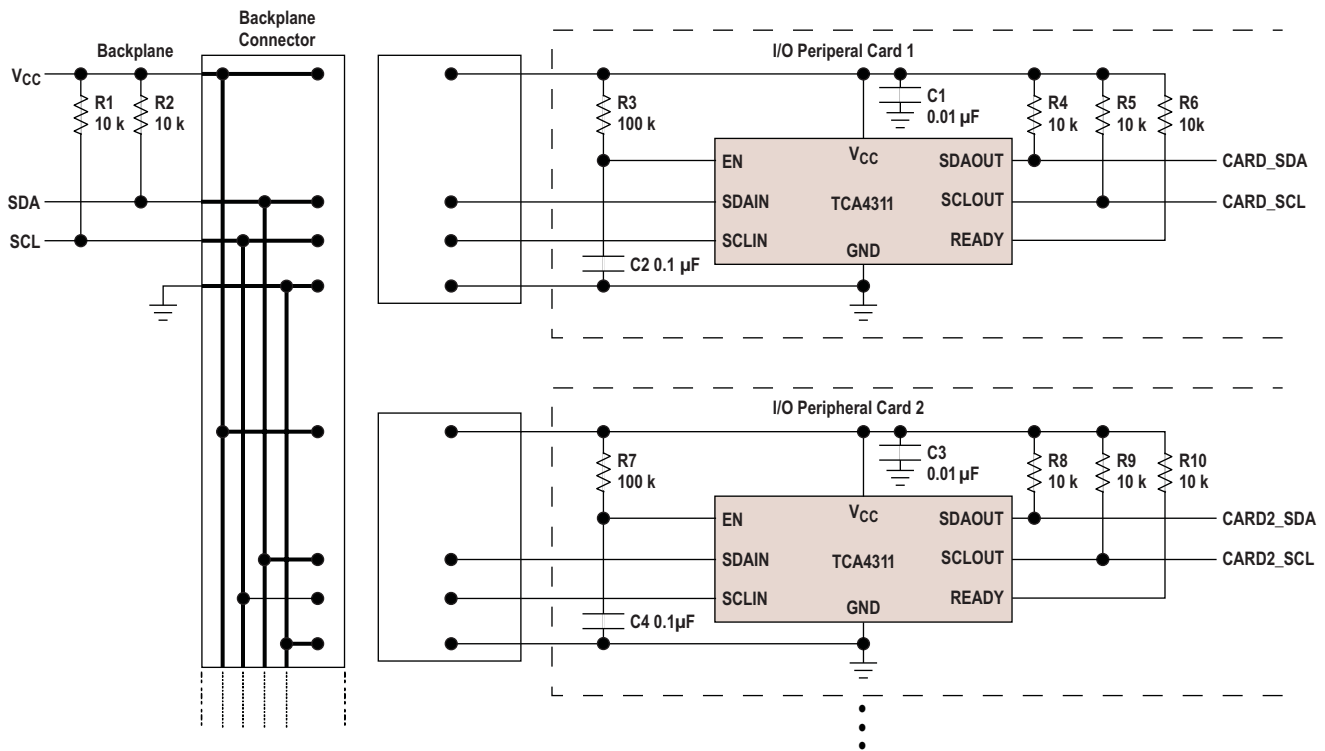 Backplane
Connector
Backplane
VCC
R1
10 k
R2
10 k
SDA
SCL
I/O Periperal Card 1
R3
100 k
C1
0.01 µF
R4
10 k
R5
10 k
R6
10k
EN
VCC
SDAOUT
CARD_SDA
SDAIN
TCA4311
SCLOUT
CARD_SCL
SCLIN
GND
READY
C2 0.1 µF
I/O Peripheral Card 2
R7
100 k
C3
0.01 µF
R8
10 k
R9
10 k
R10
10 k
EN
VCC
SDAOUT
CARD2_SDA
SDAIN
TCA4311
SCLOUT
CARD2_SCL
SCLIN
GND
READY
C4 0.1µF